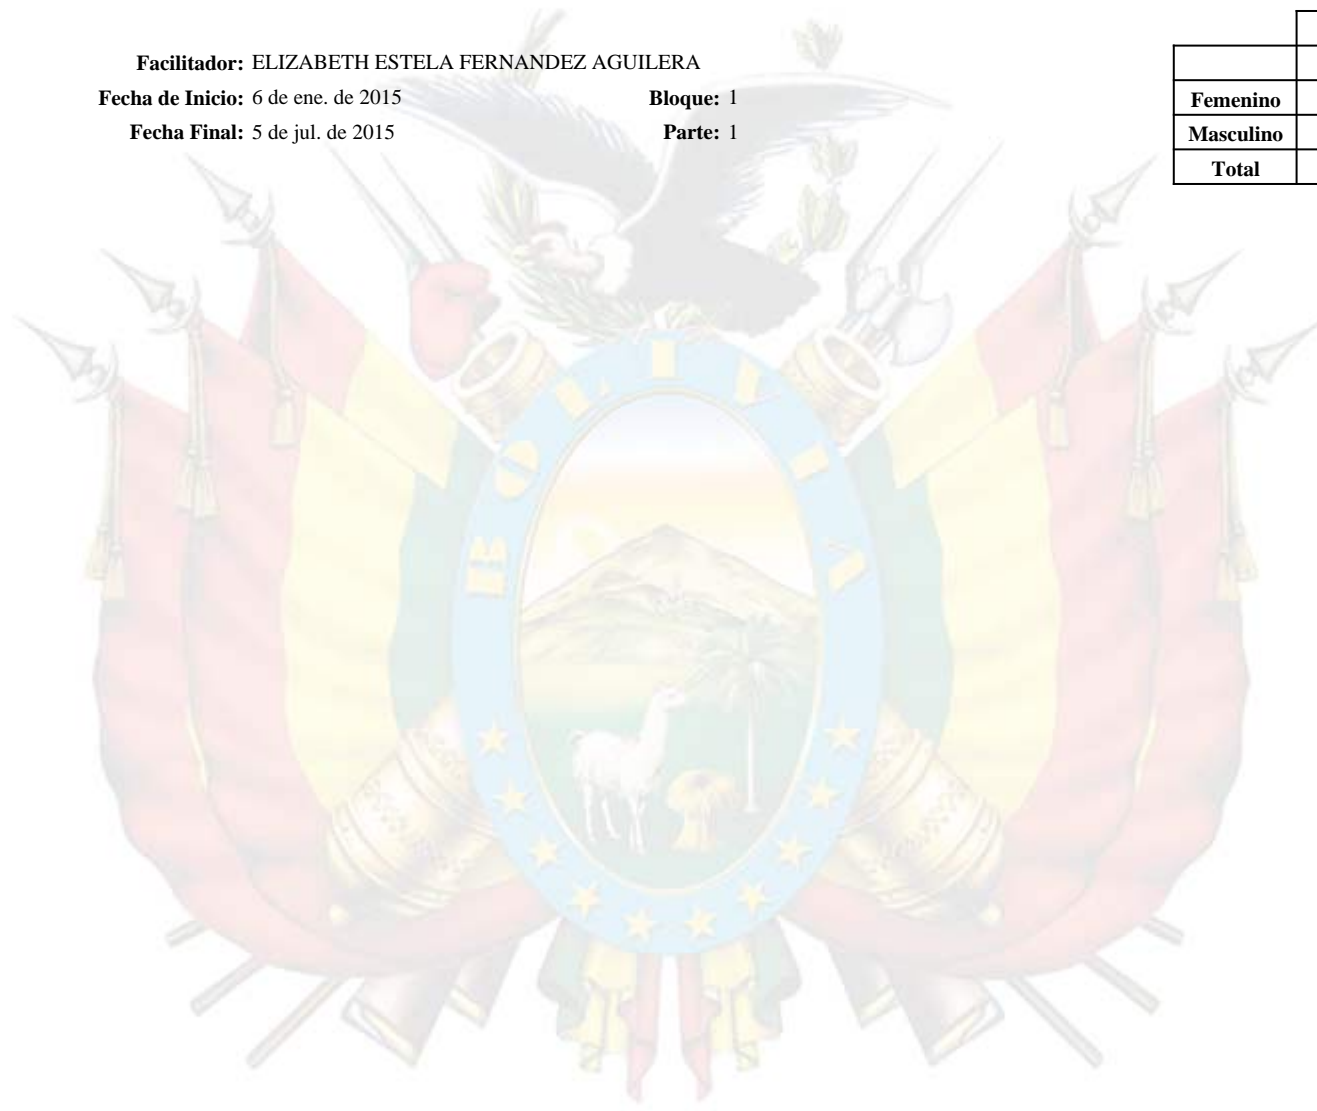 Facilitador: ELIZABETH ESTELA FERNANDEZ AGUILERA
Fecha de Inicio: 6 de ene. de 2015 Bloque: 1
Fecha Final: 5 de jul. de 2015 Parte: 1
Femenino
Masculino
Total
BOLIVIA